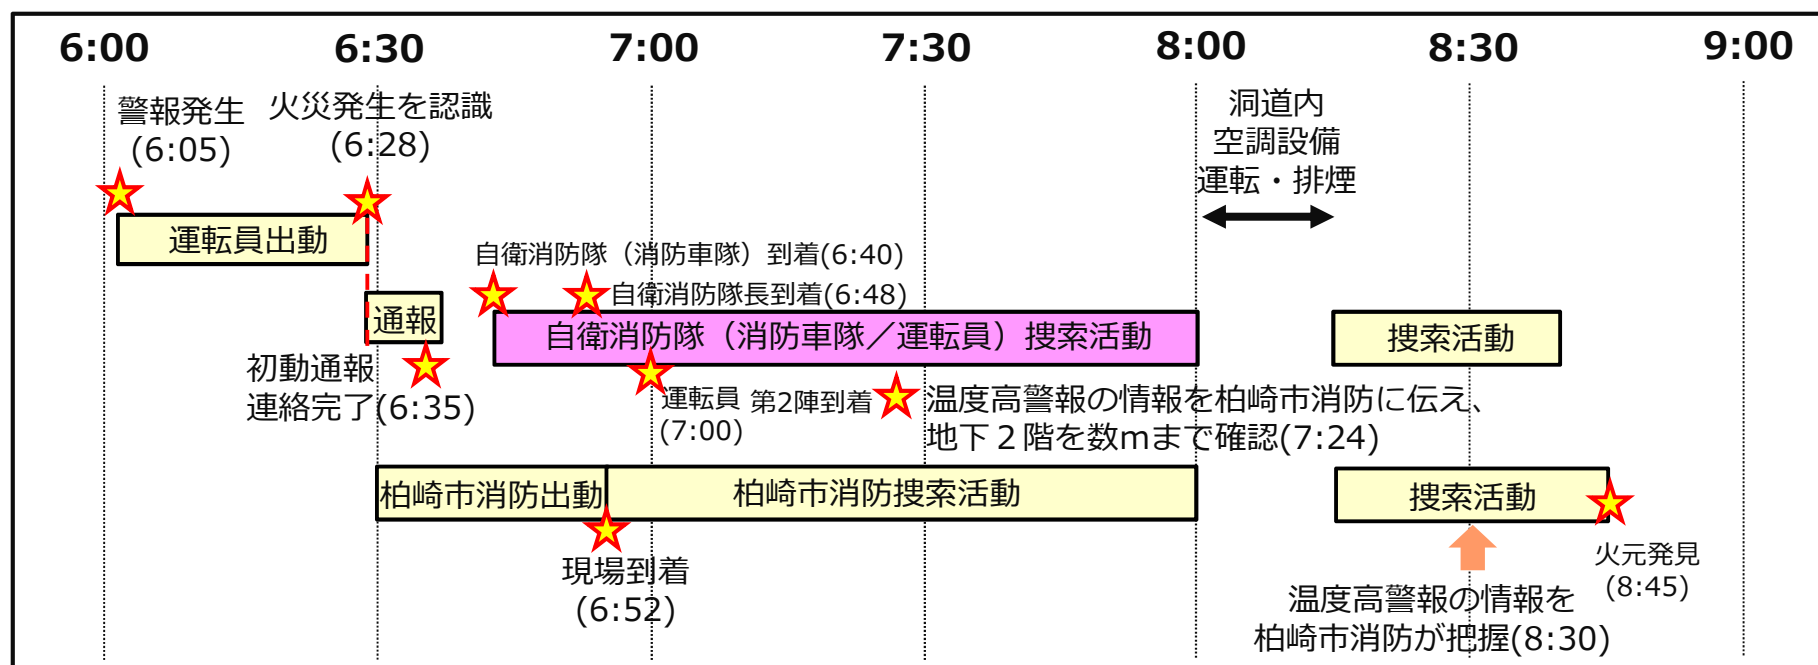 6:00 6:30 7:00 7:30 8:00 8:30 9:00
警報発生
(6:05)
火災発生を認識
(6:28)
洞道内
空調設備
運転・排煙
運転員出動
自衛消防隊（消防車隊）到着(6:40)
自衛消防隊長到着(6:48)
通報
自衛消防隊（消防車隊／運転員）捜索活動
捜索活動
初動通報
連絡完了(6:35)
運転員
(7:00)
第2陣到着
温度高警報の情報を柏崎市消防に伝え、
地下２階を数mまで確認(7:24)
柏崎市消防出動
柏崎市消防捜索活動
捜索活動
現場到着
(6:52)
火元発見
(8:45)
温度高警報の情報を
柏崎市消防が把握(8:30)